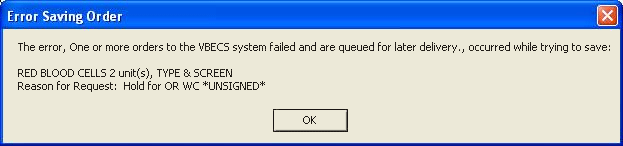 Error Saving Order
The error, One or more orders to the VBECS system failed and are queued for later delivery., occurred while trying to save:
RED BLOOD CELLS 2 unit(s), TYPE & SCREEN
Reason for Request:  Hold for OR WC *UNSIGNED*
OK